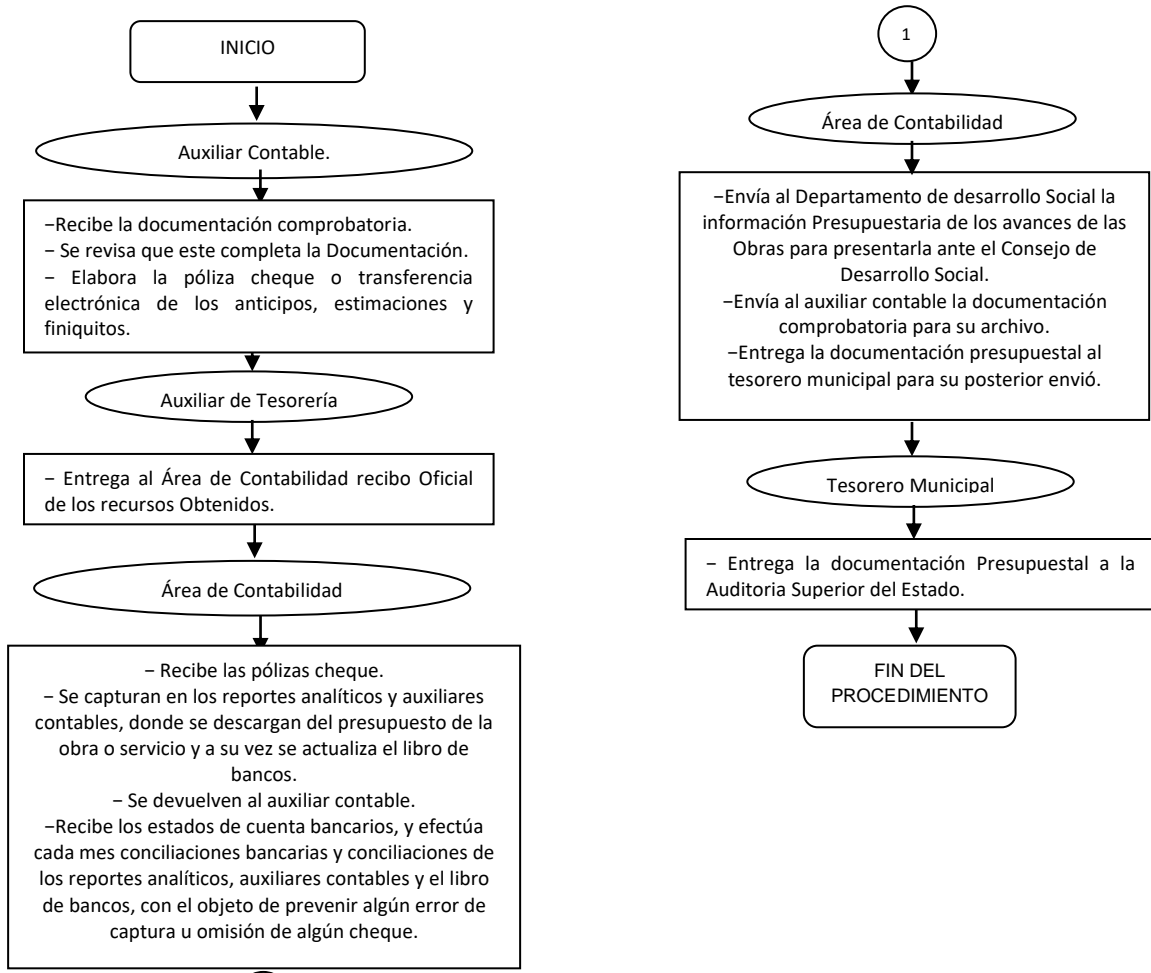 INICIO
Auxiliar Contable.
−Recibe la documentación comprobatoria.
− Se revisa que este completa la Documentación.
− Elabora la póliza cheque o transferencia
electrónica de los anticipos, estimaciones y
finiquitos.
Auxiliar de Tesorería
− Entrega al Área de Contabilidad recibo Oficial
de los recursos Obtenidos.
Área de Contabilidad
− Recibe las pólizas cheque.
− Se capturan en los reportes analíticos y auxiliares
contables, donde se descargan del presupuesto de la
obra o servicio y a su vez se actualiza el libro de
bancos.
− Se devuelven al auxiliar contable.
−Recibe los estados de cuenta bancarios, y efectúa
cada mes conciliaciones bancarias y conciliaciones de
los reportes analíticos, auxiliares contables y el libro
de bancos, con el objeto de prevenir algún error de
captura u omisión de algún cheque.
1
Área de Contabilidad
−Envía al Departamento de desarrollo Social la
información Presupuestaria de los avances de las
Obras para presentarla ante el Consejo de
Desarrollo Social.
−Envía al auxiliar contable la documentación
comprobatoria para su archivo.
−Entrega la documentación presupuestal al
tesorero municipal para su posterior envió.
Tesorero Municipal
− Entrega la documentación Presupuestal a la
Auditoria Superior del Estado.
FIN DEL
PROCEDIMIENTO